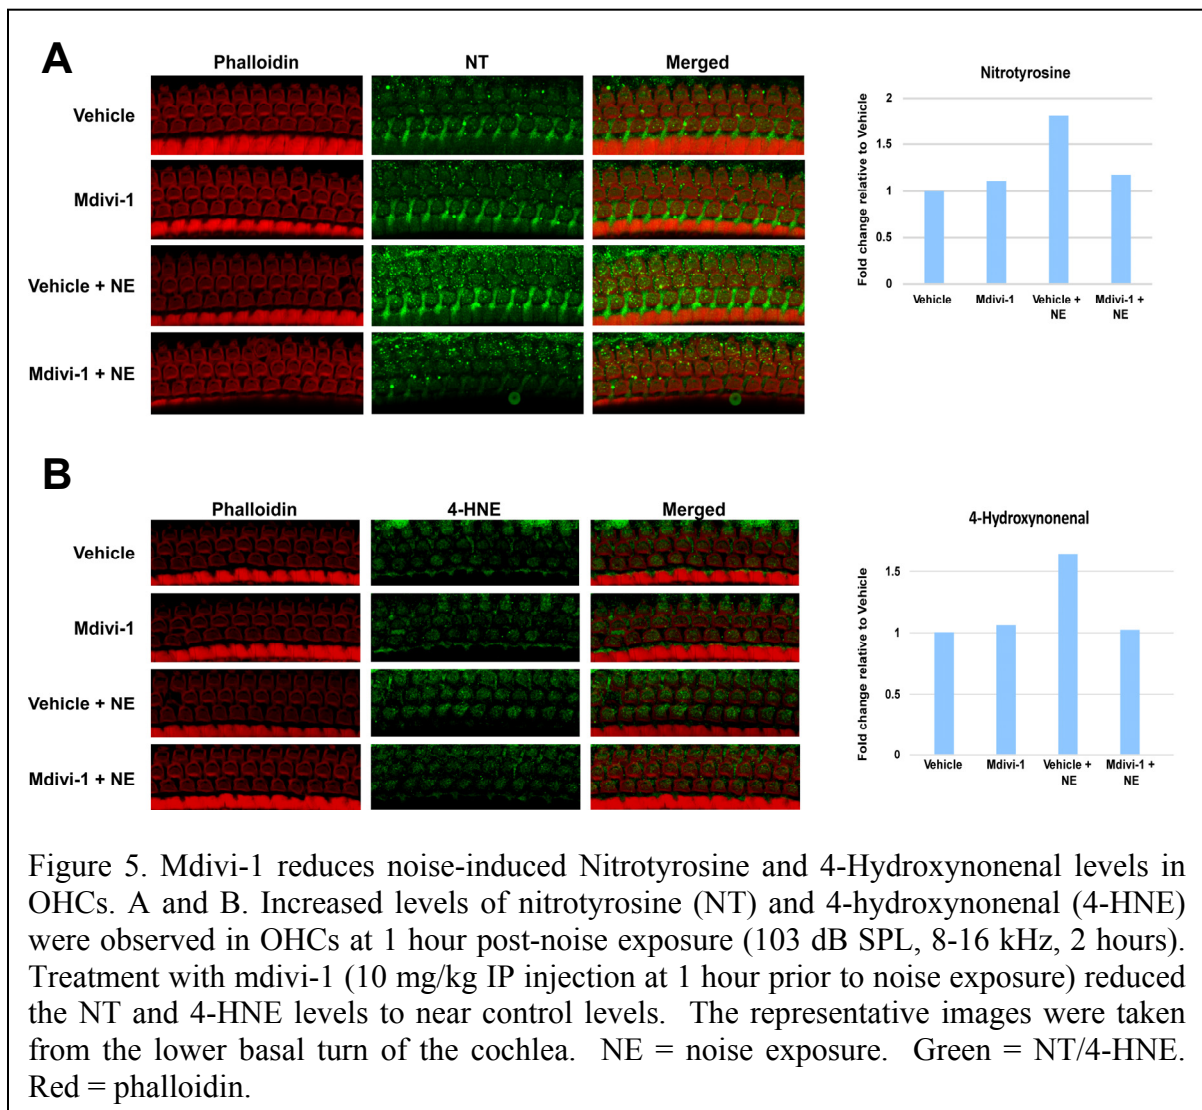 A
Phalloidin
NT
Merged
Vehicle
Mdivi-1
Vehicle + NE
Mdivi-1 + NE
Nitrotyrosine
Fold change relative to Vehicle
2
1.5
1
0.5
0
Vehicle
Mdivi-1
Vehicle +
NE
Mdivi-1 +
NE
B
Phalloidin
4-HNE
Merged
Vehicle
Mdivi-1
Vehicle + NE
Mdivi-1 + NE
4-Hydroxynonenal
Fold change relative to Vehicle
1.5
1
0.5
0
Vehicle
Mdivi-1
Vehicle +
NE
Mdivi-1 +
NE
Figure 5. Mdivi-1 reduces noise-induced Nitrotyrosine and 4-Hydroxynonenal levels in
OHCs. A and B. Increased levels of nitrotyrosine (NT) and 4-hydroxynonenal (4-HNE)
were observed in OHCs at 1 hour post-noise exposure (103 dB SPL, 8-16 kHz, 2 hours).
Treatment with mdivi-1 (10 mg/kg IP injection at 1 hour prior to noise exposure) reduced
the NT and 4-HNE levels to near control levels. The representative images were taken
from the lower basal turn of the cochlea. NE = noise exposure. Green = NT/4-HNE.
Red = phalloidin.